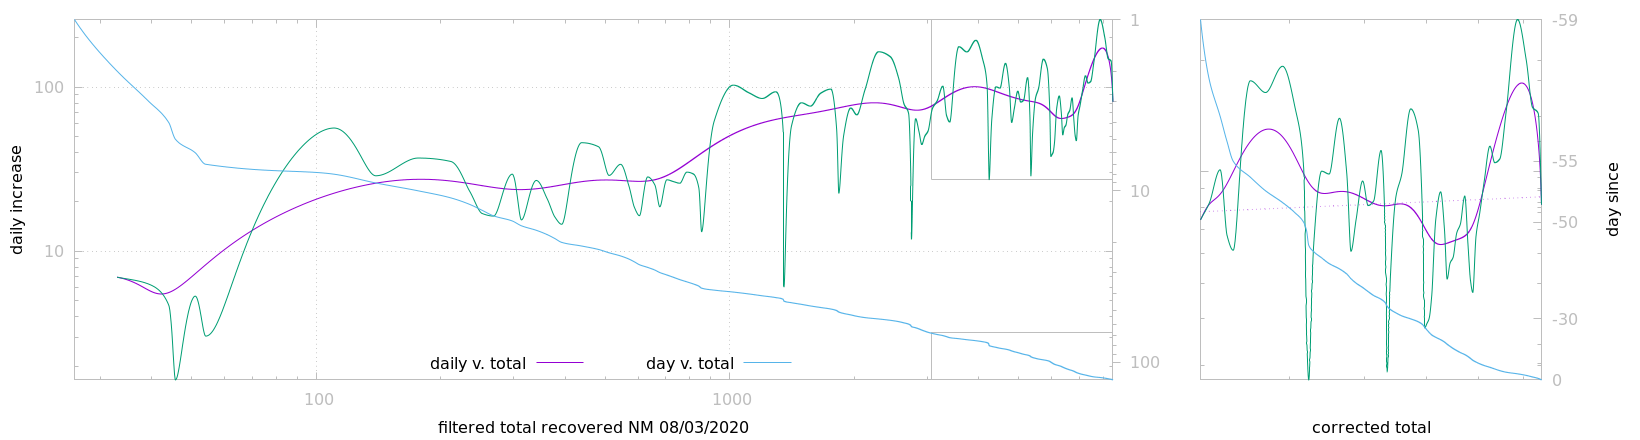 100
10
daily increase
daily v. total
day v. total
100
1000
filtered total recovered NM 08/03/2020
1
10
100
-59
-55
-50
-30
0
day since
corrected total